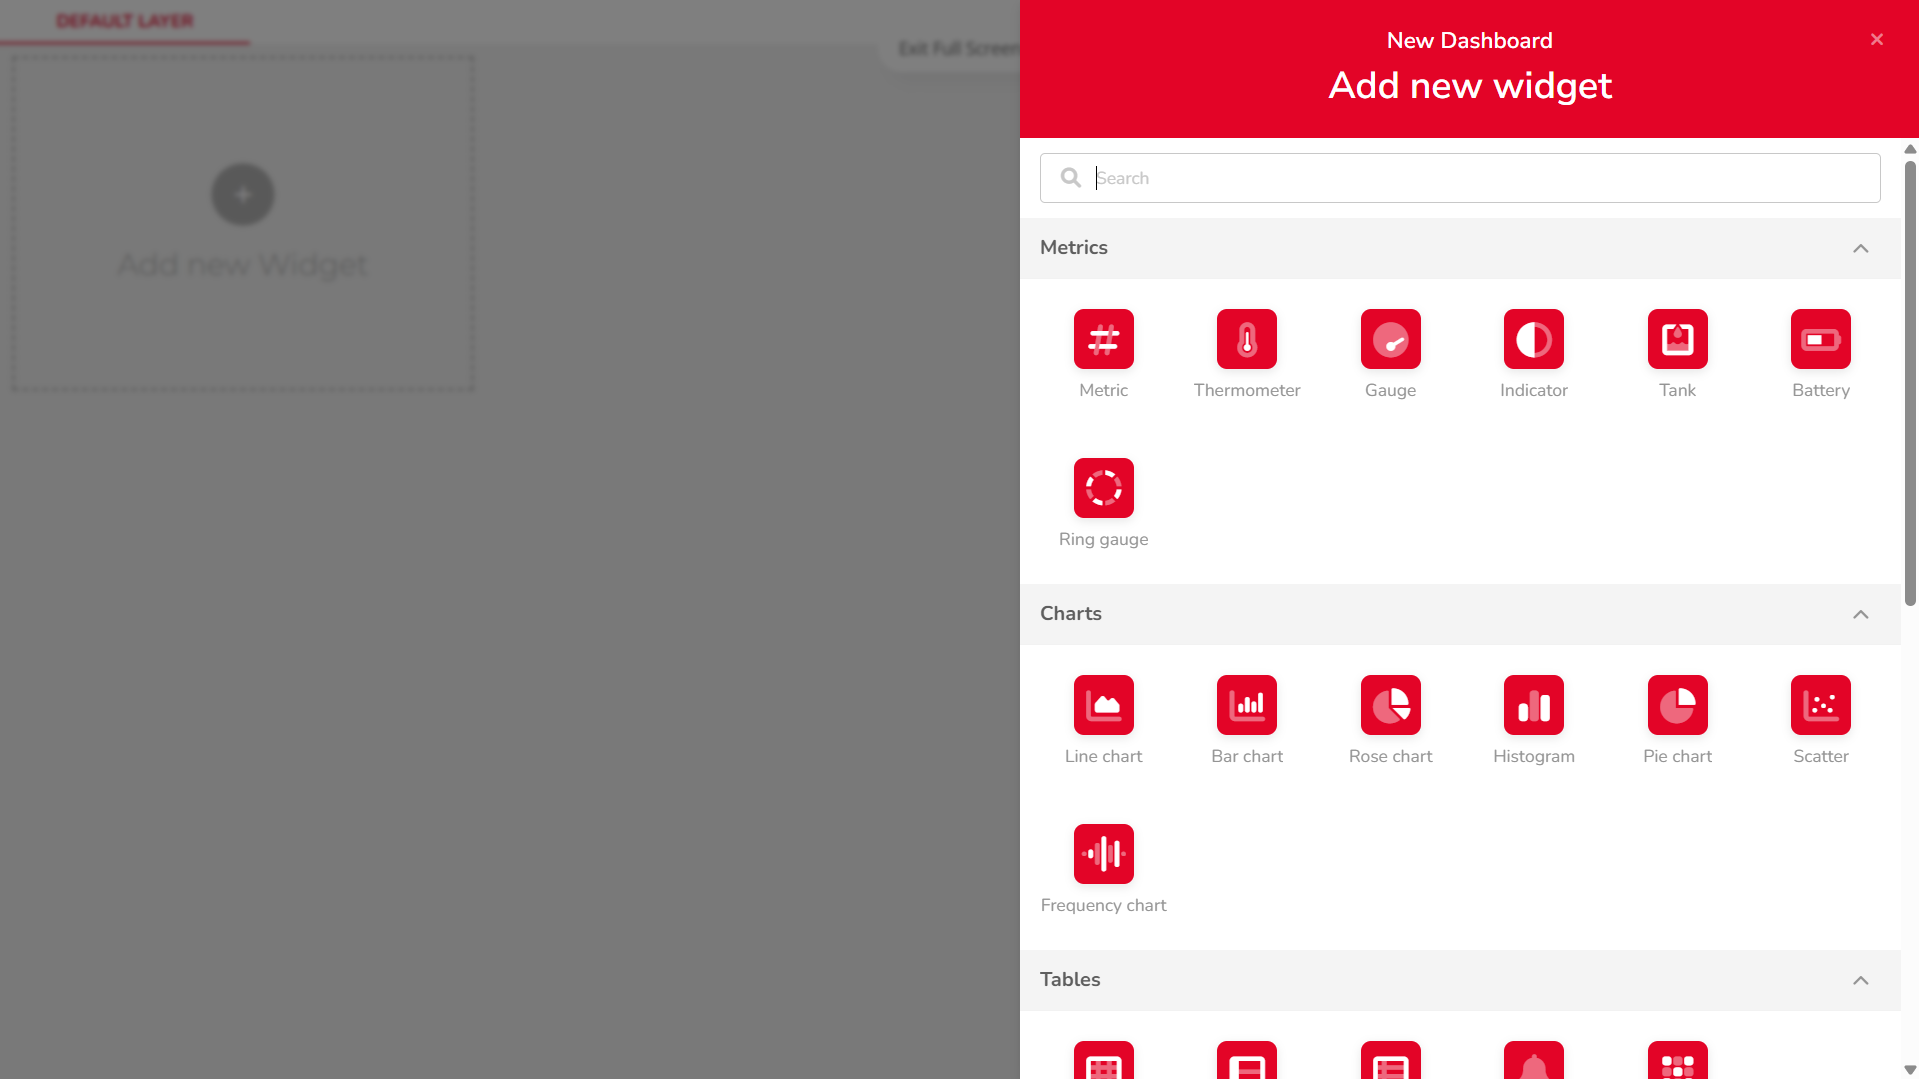 DEFAULT LAYER
Exit Full Screen
Add new Widget
New Dashboard
Add new widget
Search
Metrics
Metric
Thermometer
Gauge
Indicator
Tank
Battery
Ring gauge
Charts
Line chart
Bar chart
Rose chart
Histogram
Pie chart
Scatter
Frequency chart
Tables